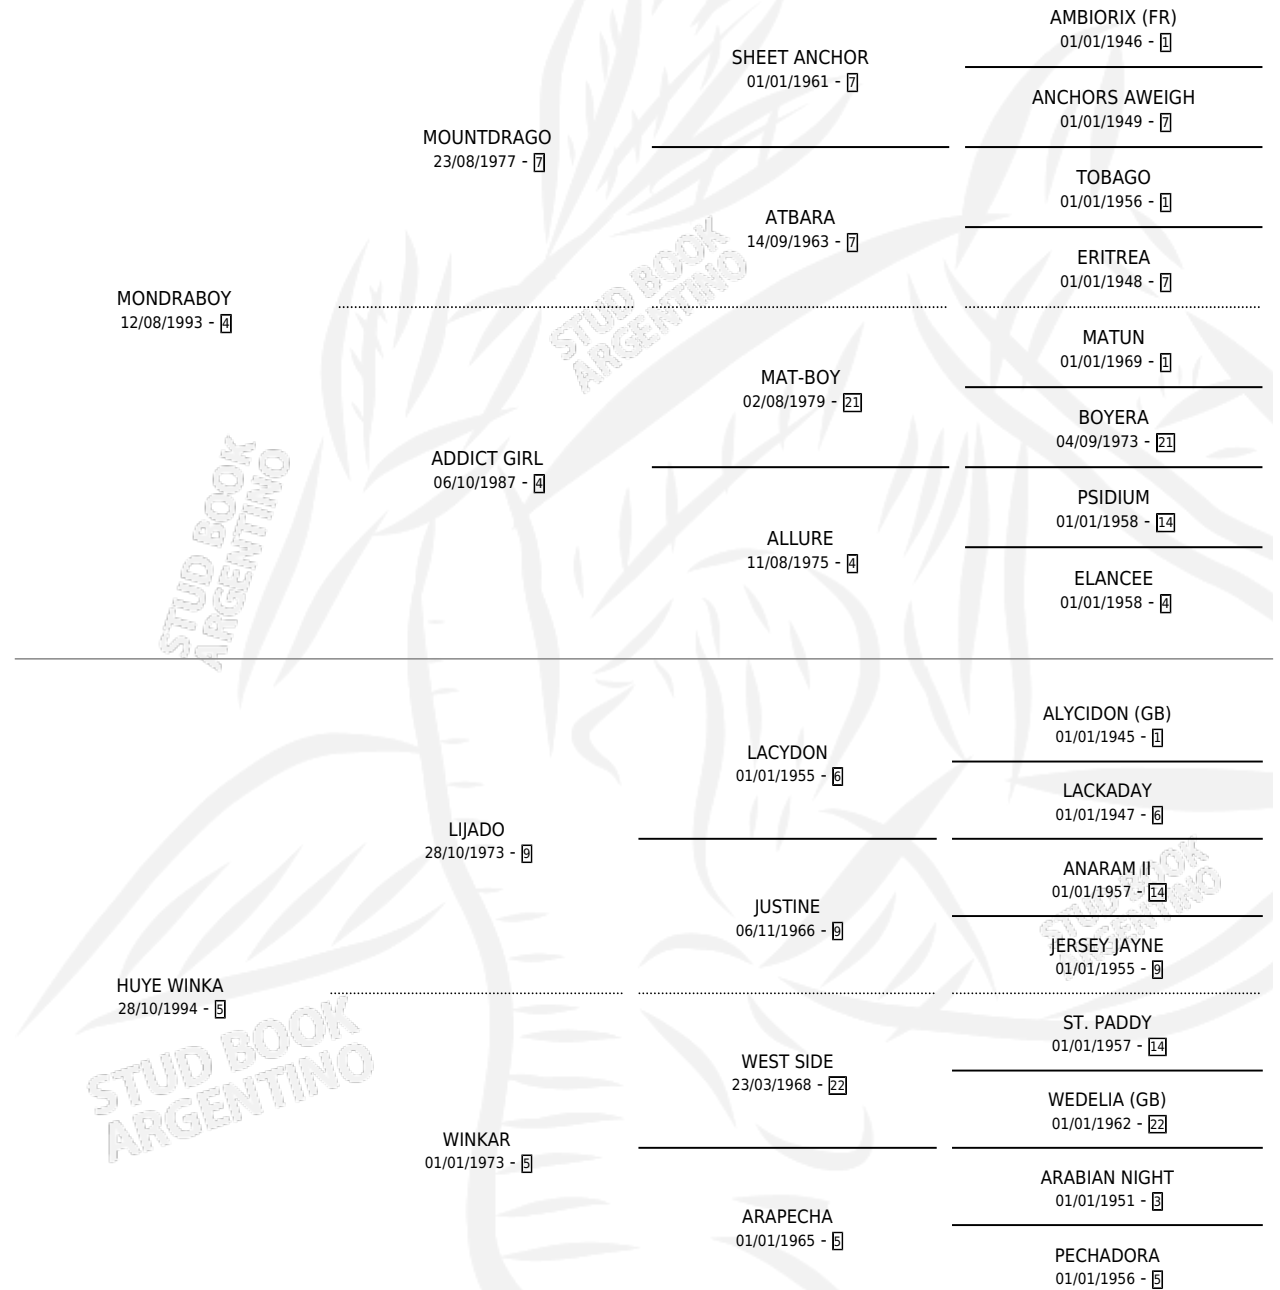 AMBIORIX (FR)
01/01/1946 - 1
SHEET ANCHOR
01/01/1961 - 7
ANCHORS AWEIGH
01/01/1949 - 7
MOUNTDRAGO
23/08/1977 - 7
TOBAGO
01/01/1956 - 1
ATBARA
14/09/1963 - 7
ERITREA
01/01/1948 - 7
MONDRABOY
12/08/1993 - 4
MATUN
01/01/1969 - 1
MAT-BOY
02/08/1979 - 21
BOYERA
04/09/1973 - 21
ADDICT GIRL
06/10/1987 - 4
PSIDIUM
01/01/1958 - 14
ALLURE
11/08/1975 - 4
ELANCEE
01/01/1958 - 4
STUD BOOK
ARGENTINO
STUD BOOK
ARGENTINO
ALYCIDON (GB)
01/01/1945 - 1
LACYDON
01/01/1955 - 6
LACKADAY
01/01/1947 - 6
LIJADO
28/10/1973 - 9
ANARAM II
01/01/1957 - 14
JUSTINE
06/11/1966 - 9
JERSEY JAYNE
01/01/1955 - 9
HUYE WINKA
28/10/1994 - 5
ST. PADDY
01/01/1957 - 14
WEST SIDE
23/03/1968 - 22
WEDELIA (GB)
01/01/1962 - 22
WINKAR
01/01/1973 - 5
ARABIAN NIGHT
01/01/1951 - 3
ARAPECHA
01/01/1965 - 5
PECHADORA
01/01/1956 - 5
STUD BOOK
ARGENTINO
STUD BOOK
ARGENTINO